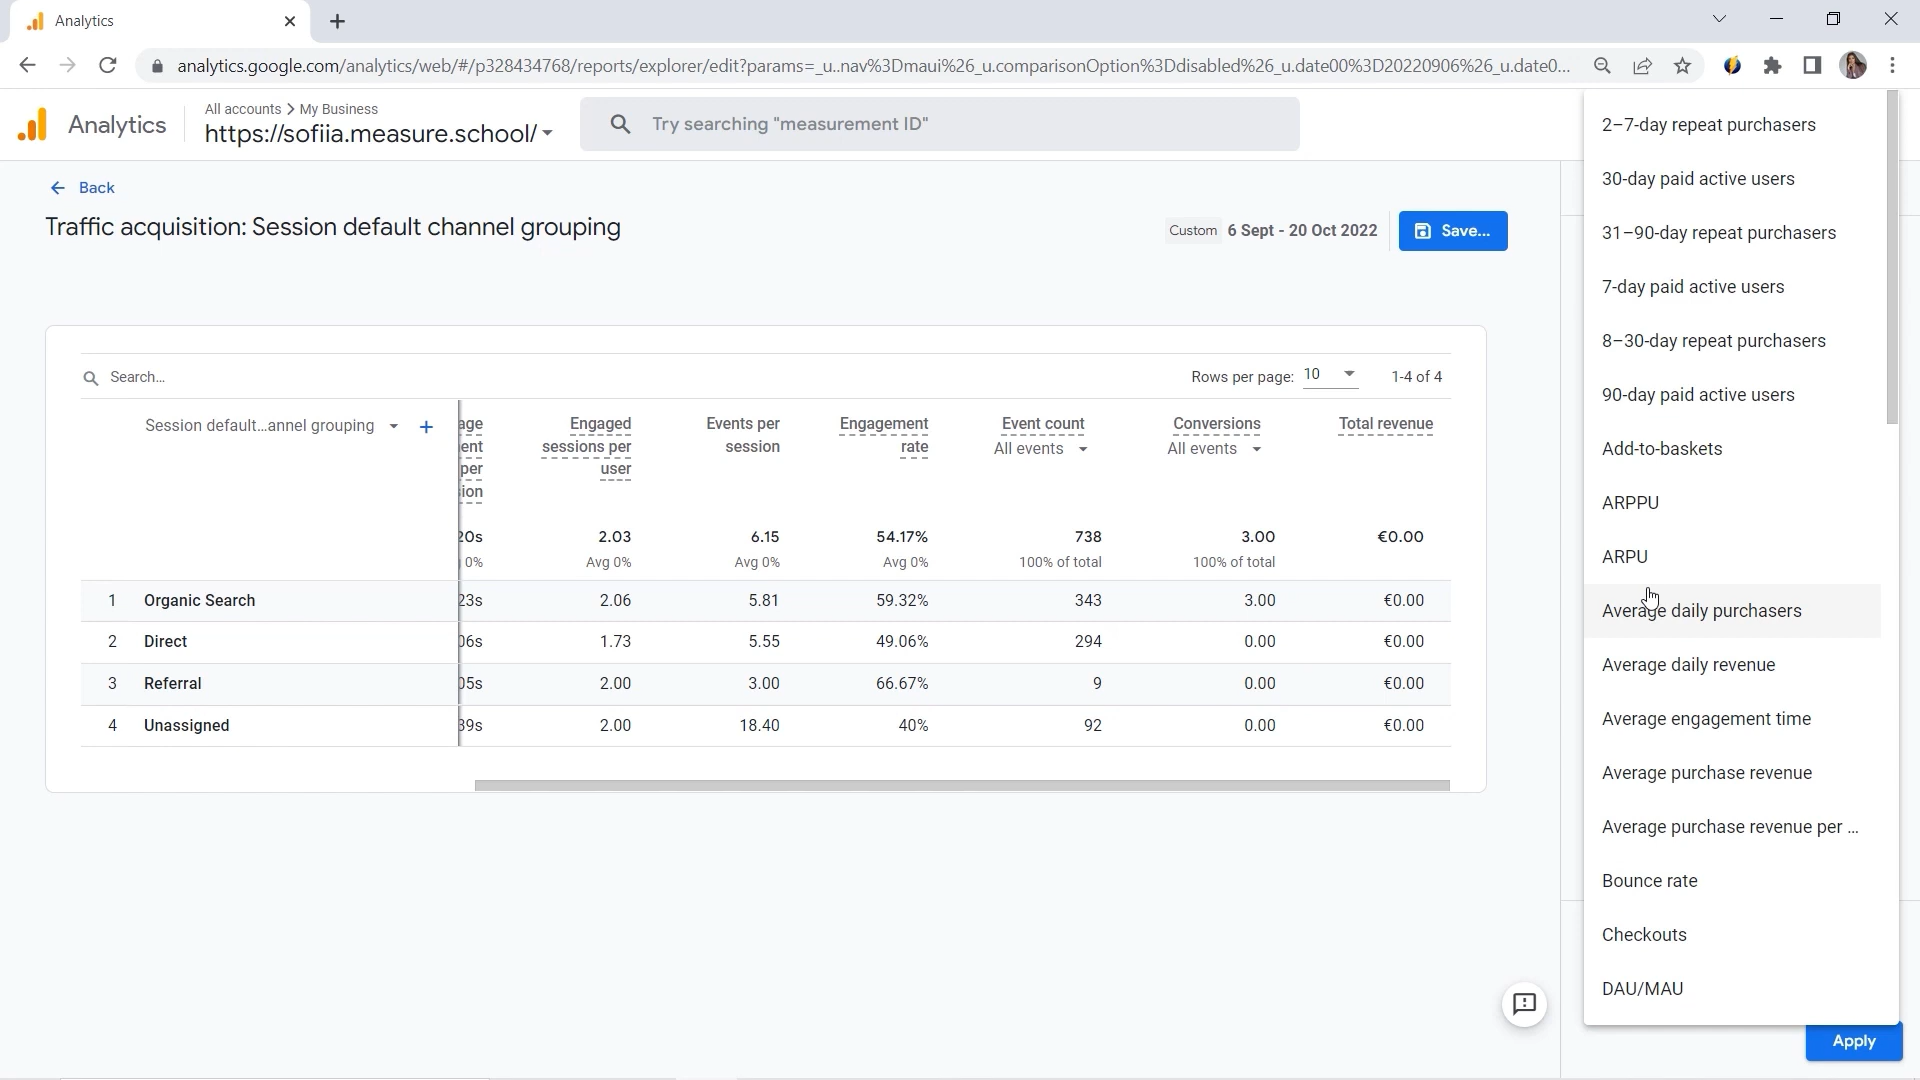 Analytics
analytics.google.com/analytics/web/#/p328434768/reports/explorer/edit?params=_u..nav%3Dmaui%26_u.comparisonOption%3Ddisabled%26_u.date00%3D20220906%26_u.date0...
Analytics
All accounts > My Business
https://sofiia.measure.school/
Try searching "measurement ID"
Back
Traffic acquisition: Session default channel grouping
Custom 6 Sept - 20 Oct 2022
Save...
Search...
Rows per page: 10 1-4 of 4
Session default...annel grouping +
age
ent
per
ion
Engaged
sessions per
user
Events per
session
Engagement
rate
Event count
All events
Conversions
All events
Total revenue
20s 2.03 6.15 54.17% 738 3.00 €0.00
0% Avg 0% Avg 0% Avg 0% 100% of total 100% of total
1 Organic Search 23s 2.06 5.81 59.32% 343 3.00 €0.00
2 Direct 06s 1.73 5.55 49.06% 294 0.00 €0.00
3 Referral 05s 2.00 3.00 66.67% 9 0.00 €0.00
4 Unassigned 39s 2.00 18.40 40% 92 0.00 €0.00
2–7-day repeat purchasers
30-day paid active users
31–90-day repeat purchasers
7-day paid active users
8–30-day repeat purchasers
90-day paid active users
Add-to-baskets
ARPPU
ARPU
Average daily purchasers
Average daily revenue
Average engagement time
Average purchase revenue
Average purchase revenue per ...
Bounce rate
Checkouts
DAU/MAU
Apply